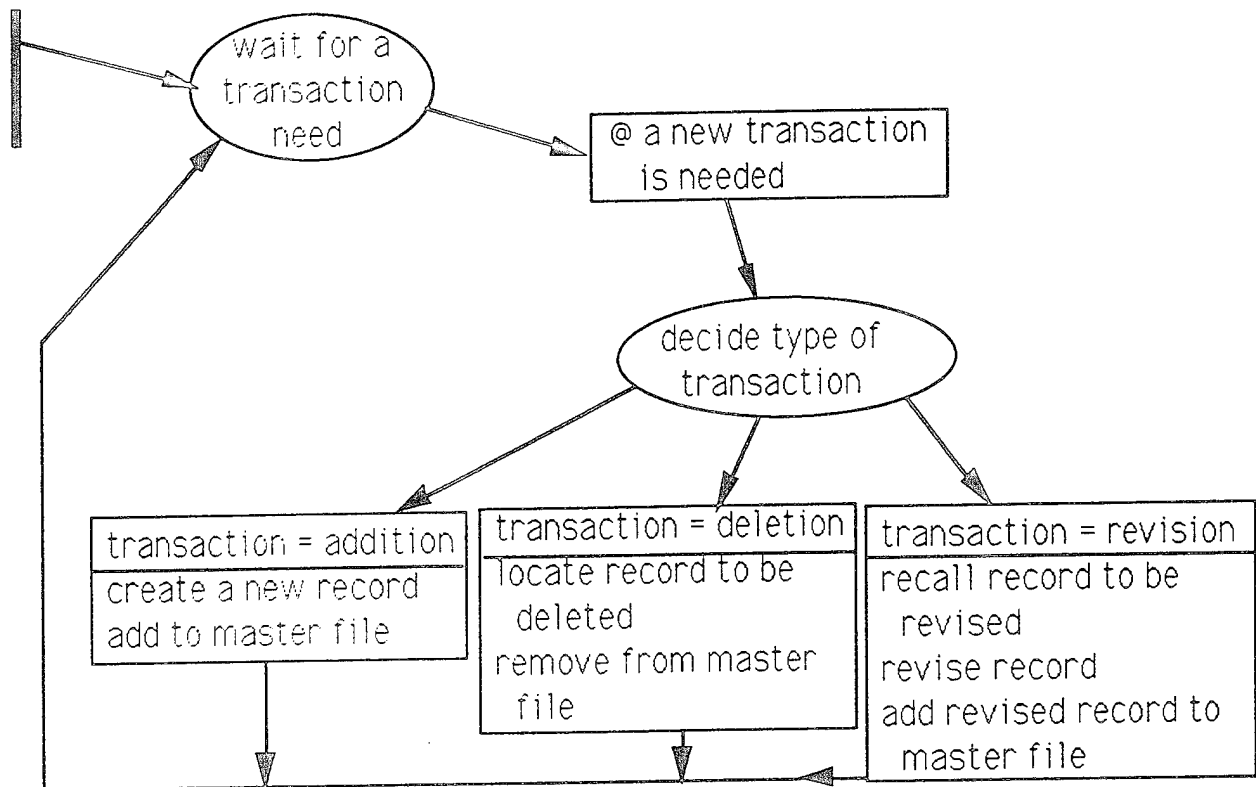 wait for a
transaction
need
@ a new transaction
is needed
decide type of
transaction
transaction = addition
create a new record
add to master file
transaction = deletion
locate record to be
deleted
remove from master
file
transaction = revision
recall record to be
revised
revise record
add revised record to
master file